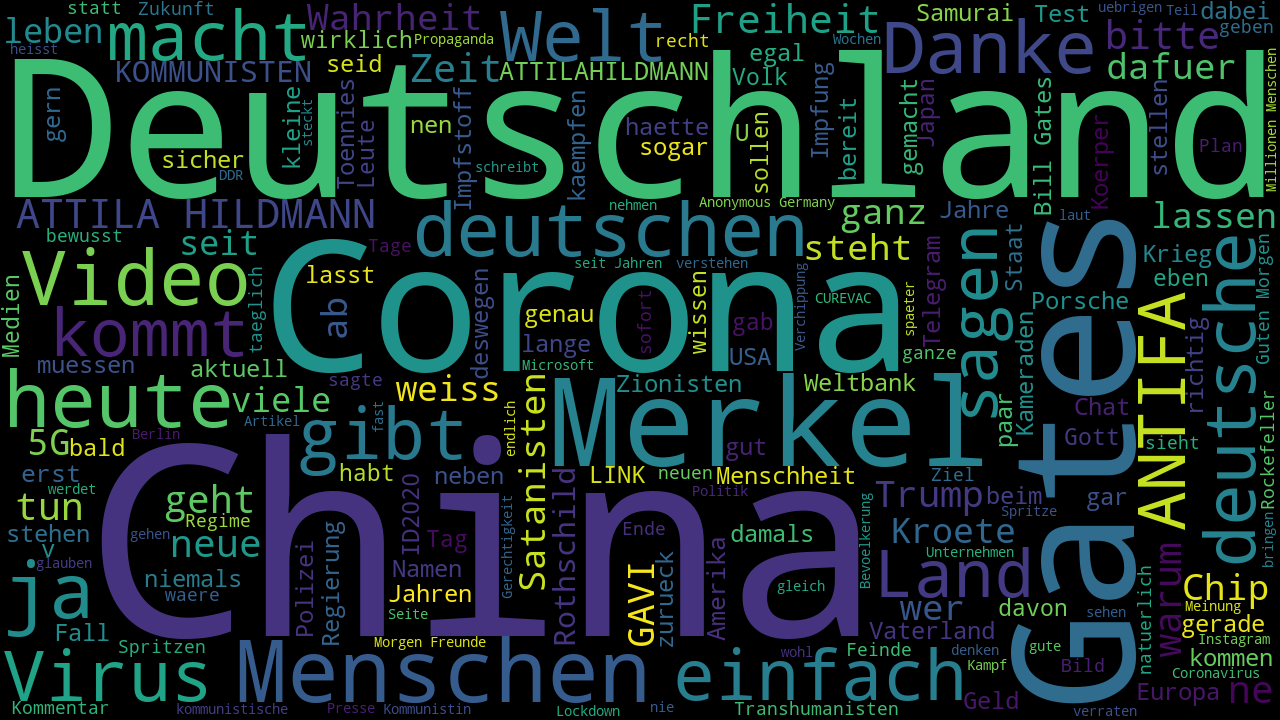 statt
Zukunft
leben
macht
Wahrheit
wirklich
Propaganda
Welt
recht
Freiheit
Samurai
Test
uebrigen
Teil
dabei
geben
heisst
KOMMUNISTEN
seid
Zeit
ATTILAHILDMANN
egal
Wochen
Danke
bitte
dafuer
Volk
Deutschland
gern
sicher
DDR
kleine
steckt
Toennies
Leute
nen
Impfstoff
schreibt
kaempfen
haette
sogar
U
sollen
Impfung
bereit
gemacht
Japan
Bill Gates
Koerper
stellen
Plan
Millionen Menschen
ATTILA HILDMANN
nehmen
Anonymous Germany
ganz
Jahre
laut
lassen
bewusst
seit
Tage
deutschen
steht
Staat
Krieg
eben
Guten Morgen
Medien
Video
taeglich
lasst
ab
Corona
deswegen
seit Jahren
verstehen
genau
lange
sofort
wissen
gab
Verchippung
CUREVAC
spaeter
Telegram
sagen
Porsche
Gates
ANTIFA
richtig
deutsche
kommt
muessen
aktuell
sagte
Microsoft
USA
ganze
Kameraden
heute
viele
weiss
Merkel
Zionisten
Weltbank
paar
Chat
Gott
sieht
Rockefeller
Artikel
fast
endlich
Satanisten
5G
bald
Berlin
gibt
gut
erst
werdet
habt
neben
LINK
neuen
Menschheit
Ziel
Politik
Trump
beim
Spritze
gar
bringen
tun
geht
Regime
China
ID2020
Tag
Gerechtigkeit
Rothschild
Ende
damals
Bevoelkerung
Kroete
stehen
v
gehen
neue
glauben
niemals
waere
Polizei
Regierung
Namen
Jahren
Seite
GAVI
zurueck
Amerika
gleich
Unternehmen
Land
wer
davon
sehen
natuerlich
warum
Chip
Meinung
gerade
Instagram
ja
Fall
Spritzen
Morgen Freunde
wohl
Vaterland
Feinde
denken
Kampf
gute
Bild
kommen
Coronavirus
Virus
Menschen
einfach
Geld
Europa
ne
Kommentar
kommunistische
Presse
Kommunistin
Lockdown
nie
Transhumanisten
verraten